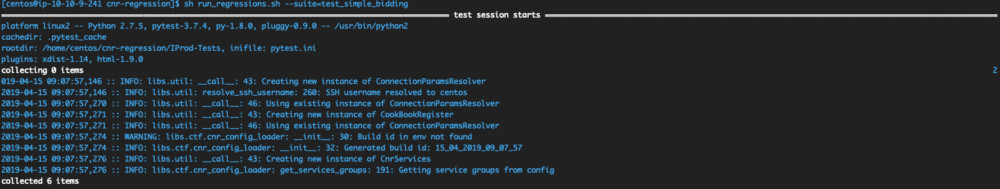 [centos@ip-10-10-9-241 cnr-regression]$ sh run_regressions.sh --suite=test_simple_bidding
test session starts
platform linux2 -- Python 2.7.5, pytest-3.7.4, py-1.8.0, pluggy-0.9.0 -- /usr/bin/python2
cachedir: .pytest_cache
rootdir: /home/centos/cnr-regression/IProd-Tests, inifile: pytest.ini
plugins: xdist-1.14, html-1.9.0
collecting 0 items 2
019-04-15 09:07:57,146 :: INFO: libs.util: __call__: 43: Creating new instance of ConnectionParamsResolver
2019-04-15 09:07:57,146 :: INFO: libs.util: resolve_ssh_username: 260: SSH username resolved to centos
2019-04-15 09:07:57,270 :: INFO: libs.util: __call__: 46: Using existing instance of ConnectionParamsResolver
2019-04-15 09:07:57,271 :: INFO: libs.util: __call__: 43: Creating new instance of CookBookRegister
2019-04-15 09:07:57,271 :: INFO: libs.util: __call__: 46: Using existing instance of ConnectionParamsResolver
2019-04-15 09:07:57,274 :: WARNING: libs.ctf.cnr_config_loader: __init__: 30: Build id in env not found
2019-04-15 09:07:57,274 :: INFO: libs.ctf.cnr_config_loader: __init__: 32: Generated build id: 15_04_2019_09_07_57
2019-04-15 09:07:57,276 :: INFO: libs.util: __call__: 43: Creating new instance of CnrServices
2019-04-15 09:07:57,276 :: INFO: libs.ctf.cnr_config_loader: get_services_groups: 191: Getting service groups from config
collected 6 items